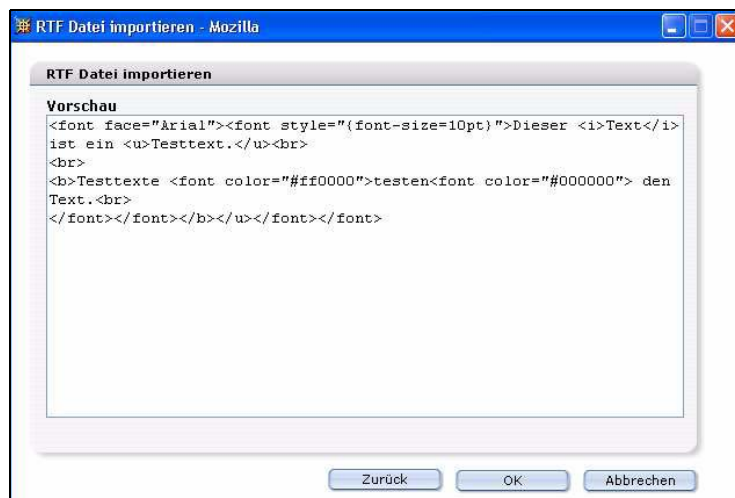 RTF Datei importieren - Mozilla
RTF Datei importieren
Vorschau
<font face="Arial"><font style="{font-size=10pt}">Dieser <i>Text</i>
ist ein <u>Testtext.</u><br>
<br>
<b>Testtexte <font color="#ff0000">testen<font color="#000000"> den
Text.<br>
</font></font></b></u></font></font>
Zurück OK Abbrechen